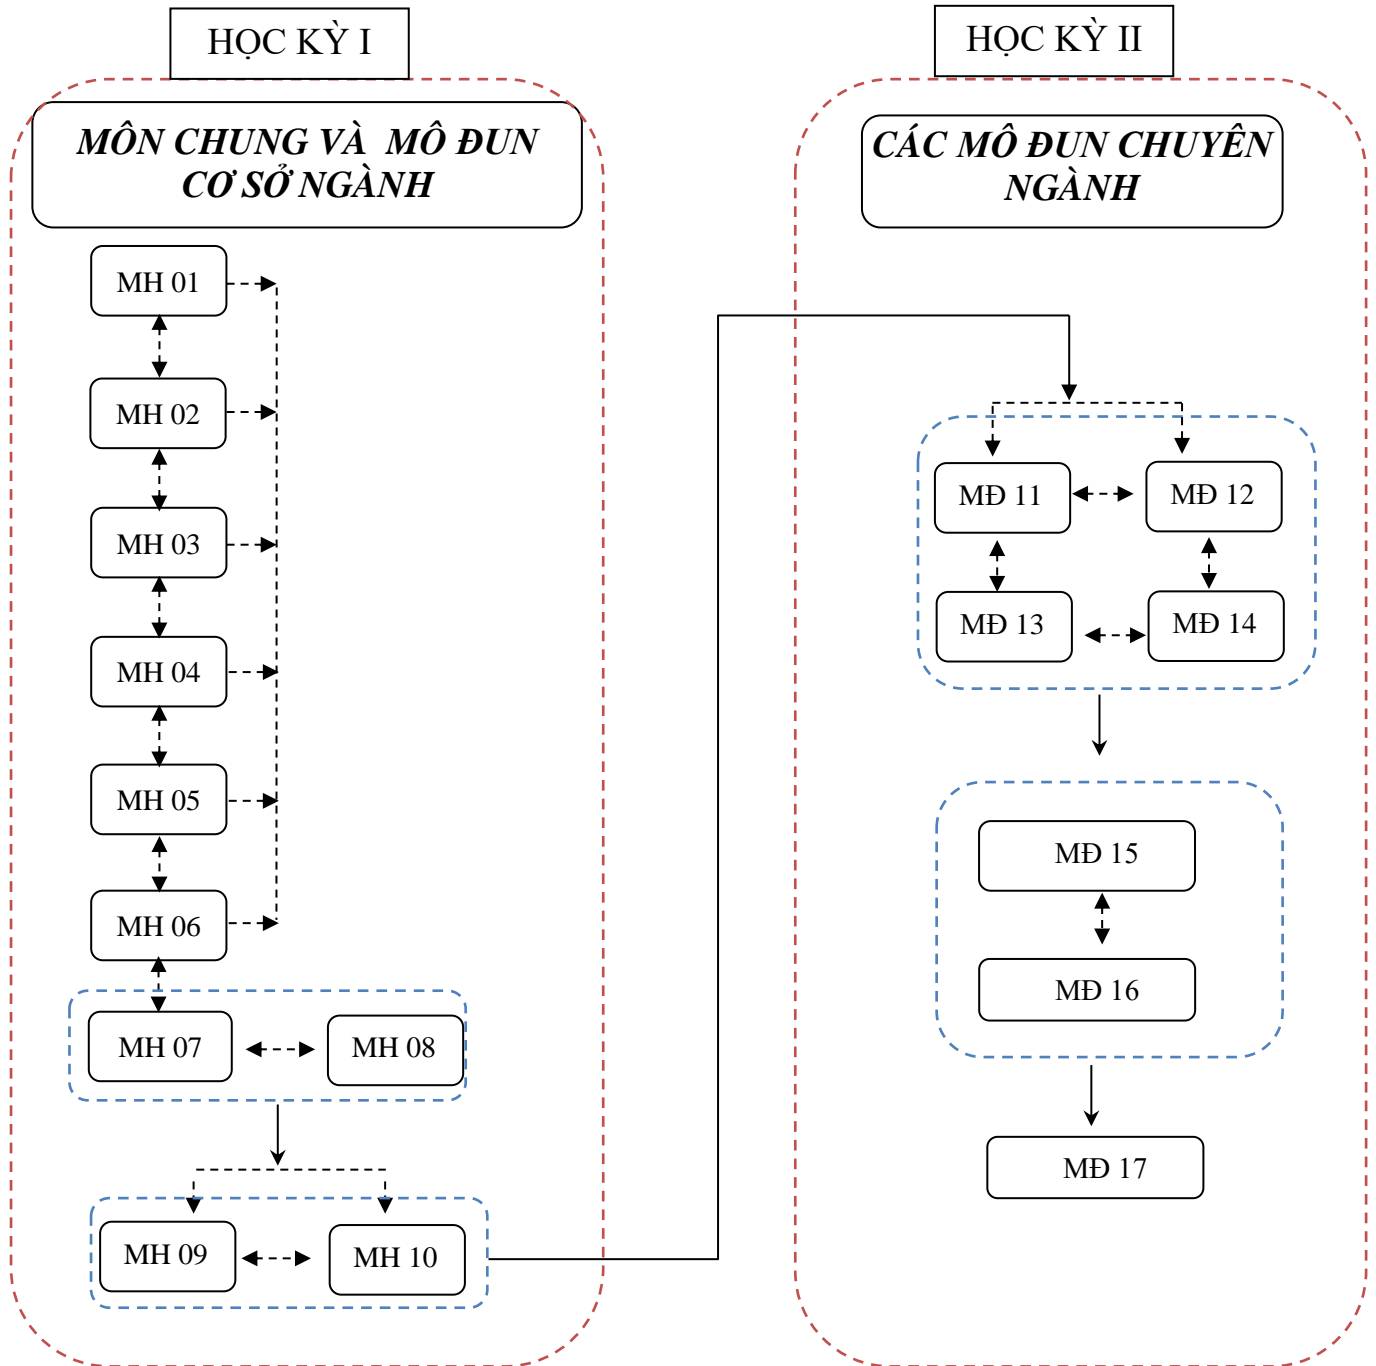 HỌC KỲ I
MÔN CHUNG VÀ MÔ ĐUN
CƠ SỞ NGÀNH
MH 01
MH 02
MH 03
MH 04
MH 05
MH 06
MH 07
MH 08
MH 09
MH 10
HỌC KỲ II
CÁC MÔ ĐUN CHUYÊN
NGÀNH
MĐ 11
MĐ 12
MĐ 13
MĐ 14
MĐ 15
MĐ 16
MĐ 17